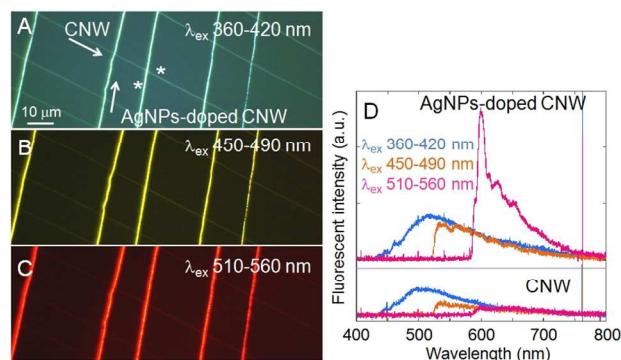 A
CNW
λex 360-420 nm
* *
10 μm
AgNPs-doped CNW
B
λex 450-490 nm
C
λex 510-560 nm
D
AgNPs-doped CNW
λex 360-420 nm
λex 450-490 nm
λex 510-560 nm
CNW
Fluorescent intensity (a.u.)
400 500 600 700 800
Wavelength (nm)